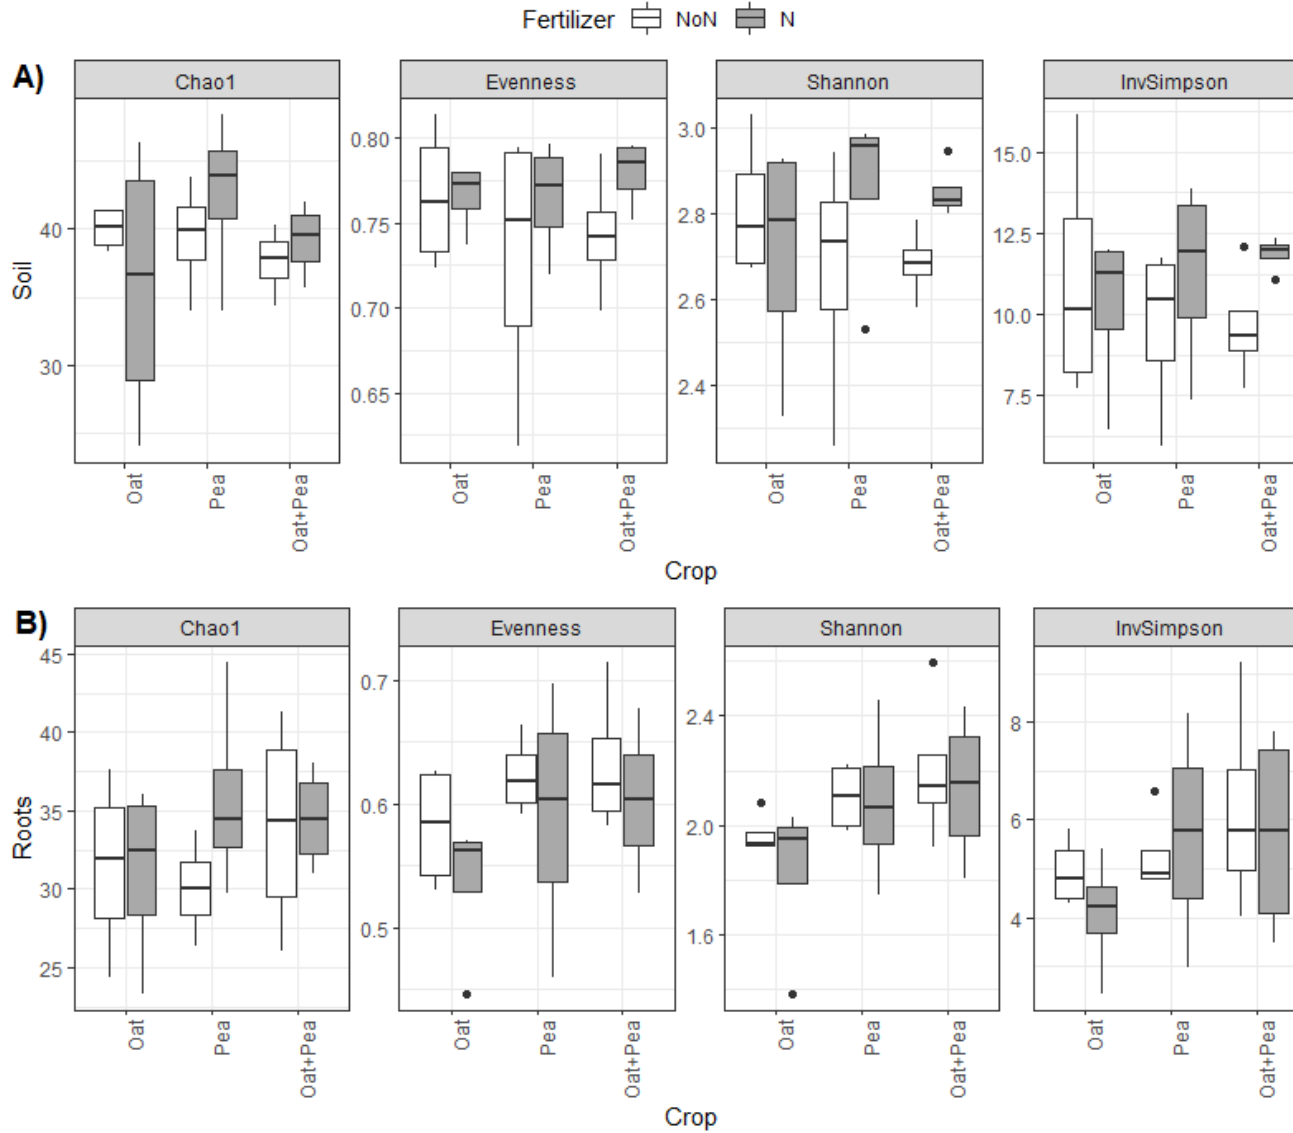 Fertilizer NoN N
A)
Chao1 Evenness Shannon InvSimpson
Soil
40
30
0.80
0.75
0.70
0.65
3.0
2.8
2.6
2.4
15.0
12.5
10.0
7.5
Oat Pea Oat+Pea Oat Pea Oat+Pea Oat Pea Oat+Pea Oat Pea Oat+Pea
Crop
B)
Chao1 Evenness Shannon InvSimpson
Roots
45
40
35
30
25
0.7
0.6
0.5
2.4
2.0
1.6
8
6
4
Oat Pea Oat+Pea Oat Pea Oat+Pea Oat Pea Oat+Pea Oat Pea Oat+Pea
Crop